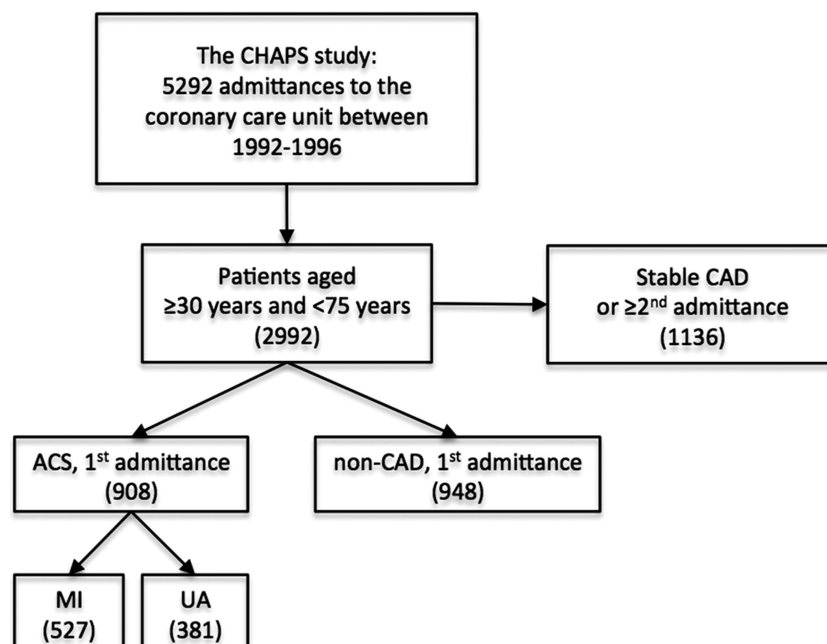 The CHAPS study:
5292 admittances to the
coronary care unit between
1992-1996
Patients aged
≥30 years and <75 years
(2992)
Stable CAD
or ≥2nd admittance
(1136)
ACS, 1st admittance
(908)
non-CAD, 1st admittance
(948)
MI
(527)
UA
(381)